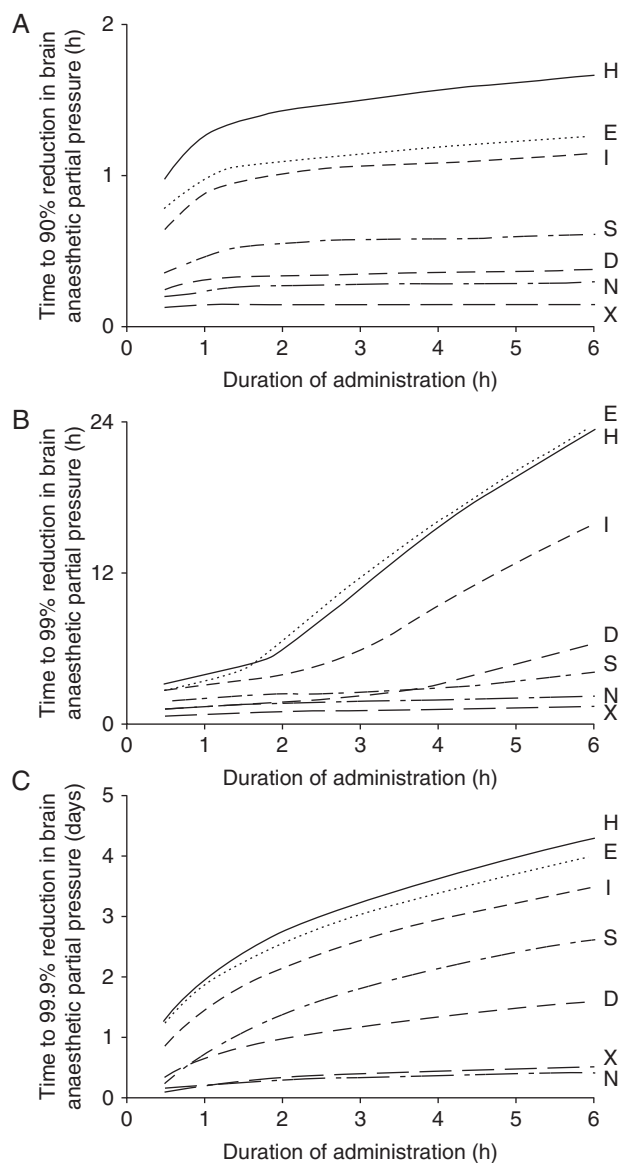 A
Time to 90% reduction in brain
anaesthetic partial pressure (h)
2
1
0
H
E
I
S
D
N
X
0 1 2 3 4 5 6
Duration of administration (h)
B
Time to 99% reduction in brain
anaesthetic partial pressure (h)
24
12
0
E
H
I
D
S
N
X
0 1 2 3 4 5 6
Duration of administration (h)
C
Time to 99.9% reduction in brain
anaesthetic partial pressure (days)
5
4
3
2
1
0
H
E
I
S
D
X
N
0 1 2 3 4 5 6
Duration of administration (h)